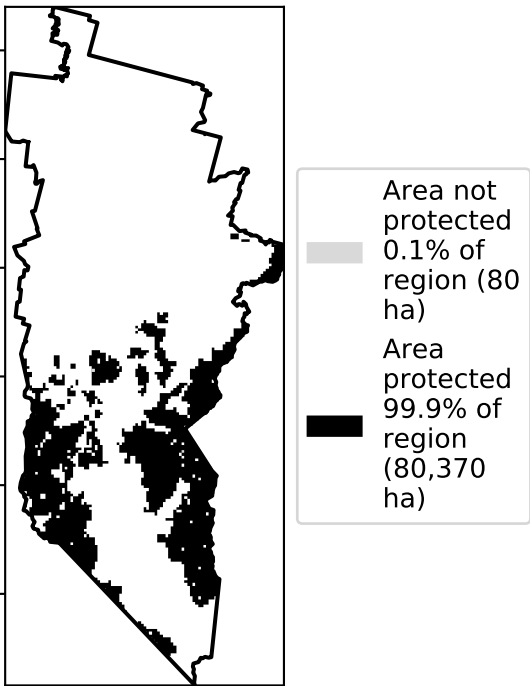 Area not
protected
0.1% of
region (80
ha)
Area
protected
99.9% of
region
(80,370
ha)